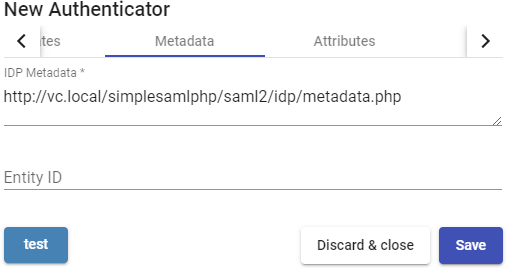 New Authenticator
Metadata Attributes
IDP Metadata *
http://vc.local/simplesamlphp/saml2/idp/metadata.php
Entity ID
test Discard & close Save